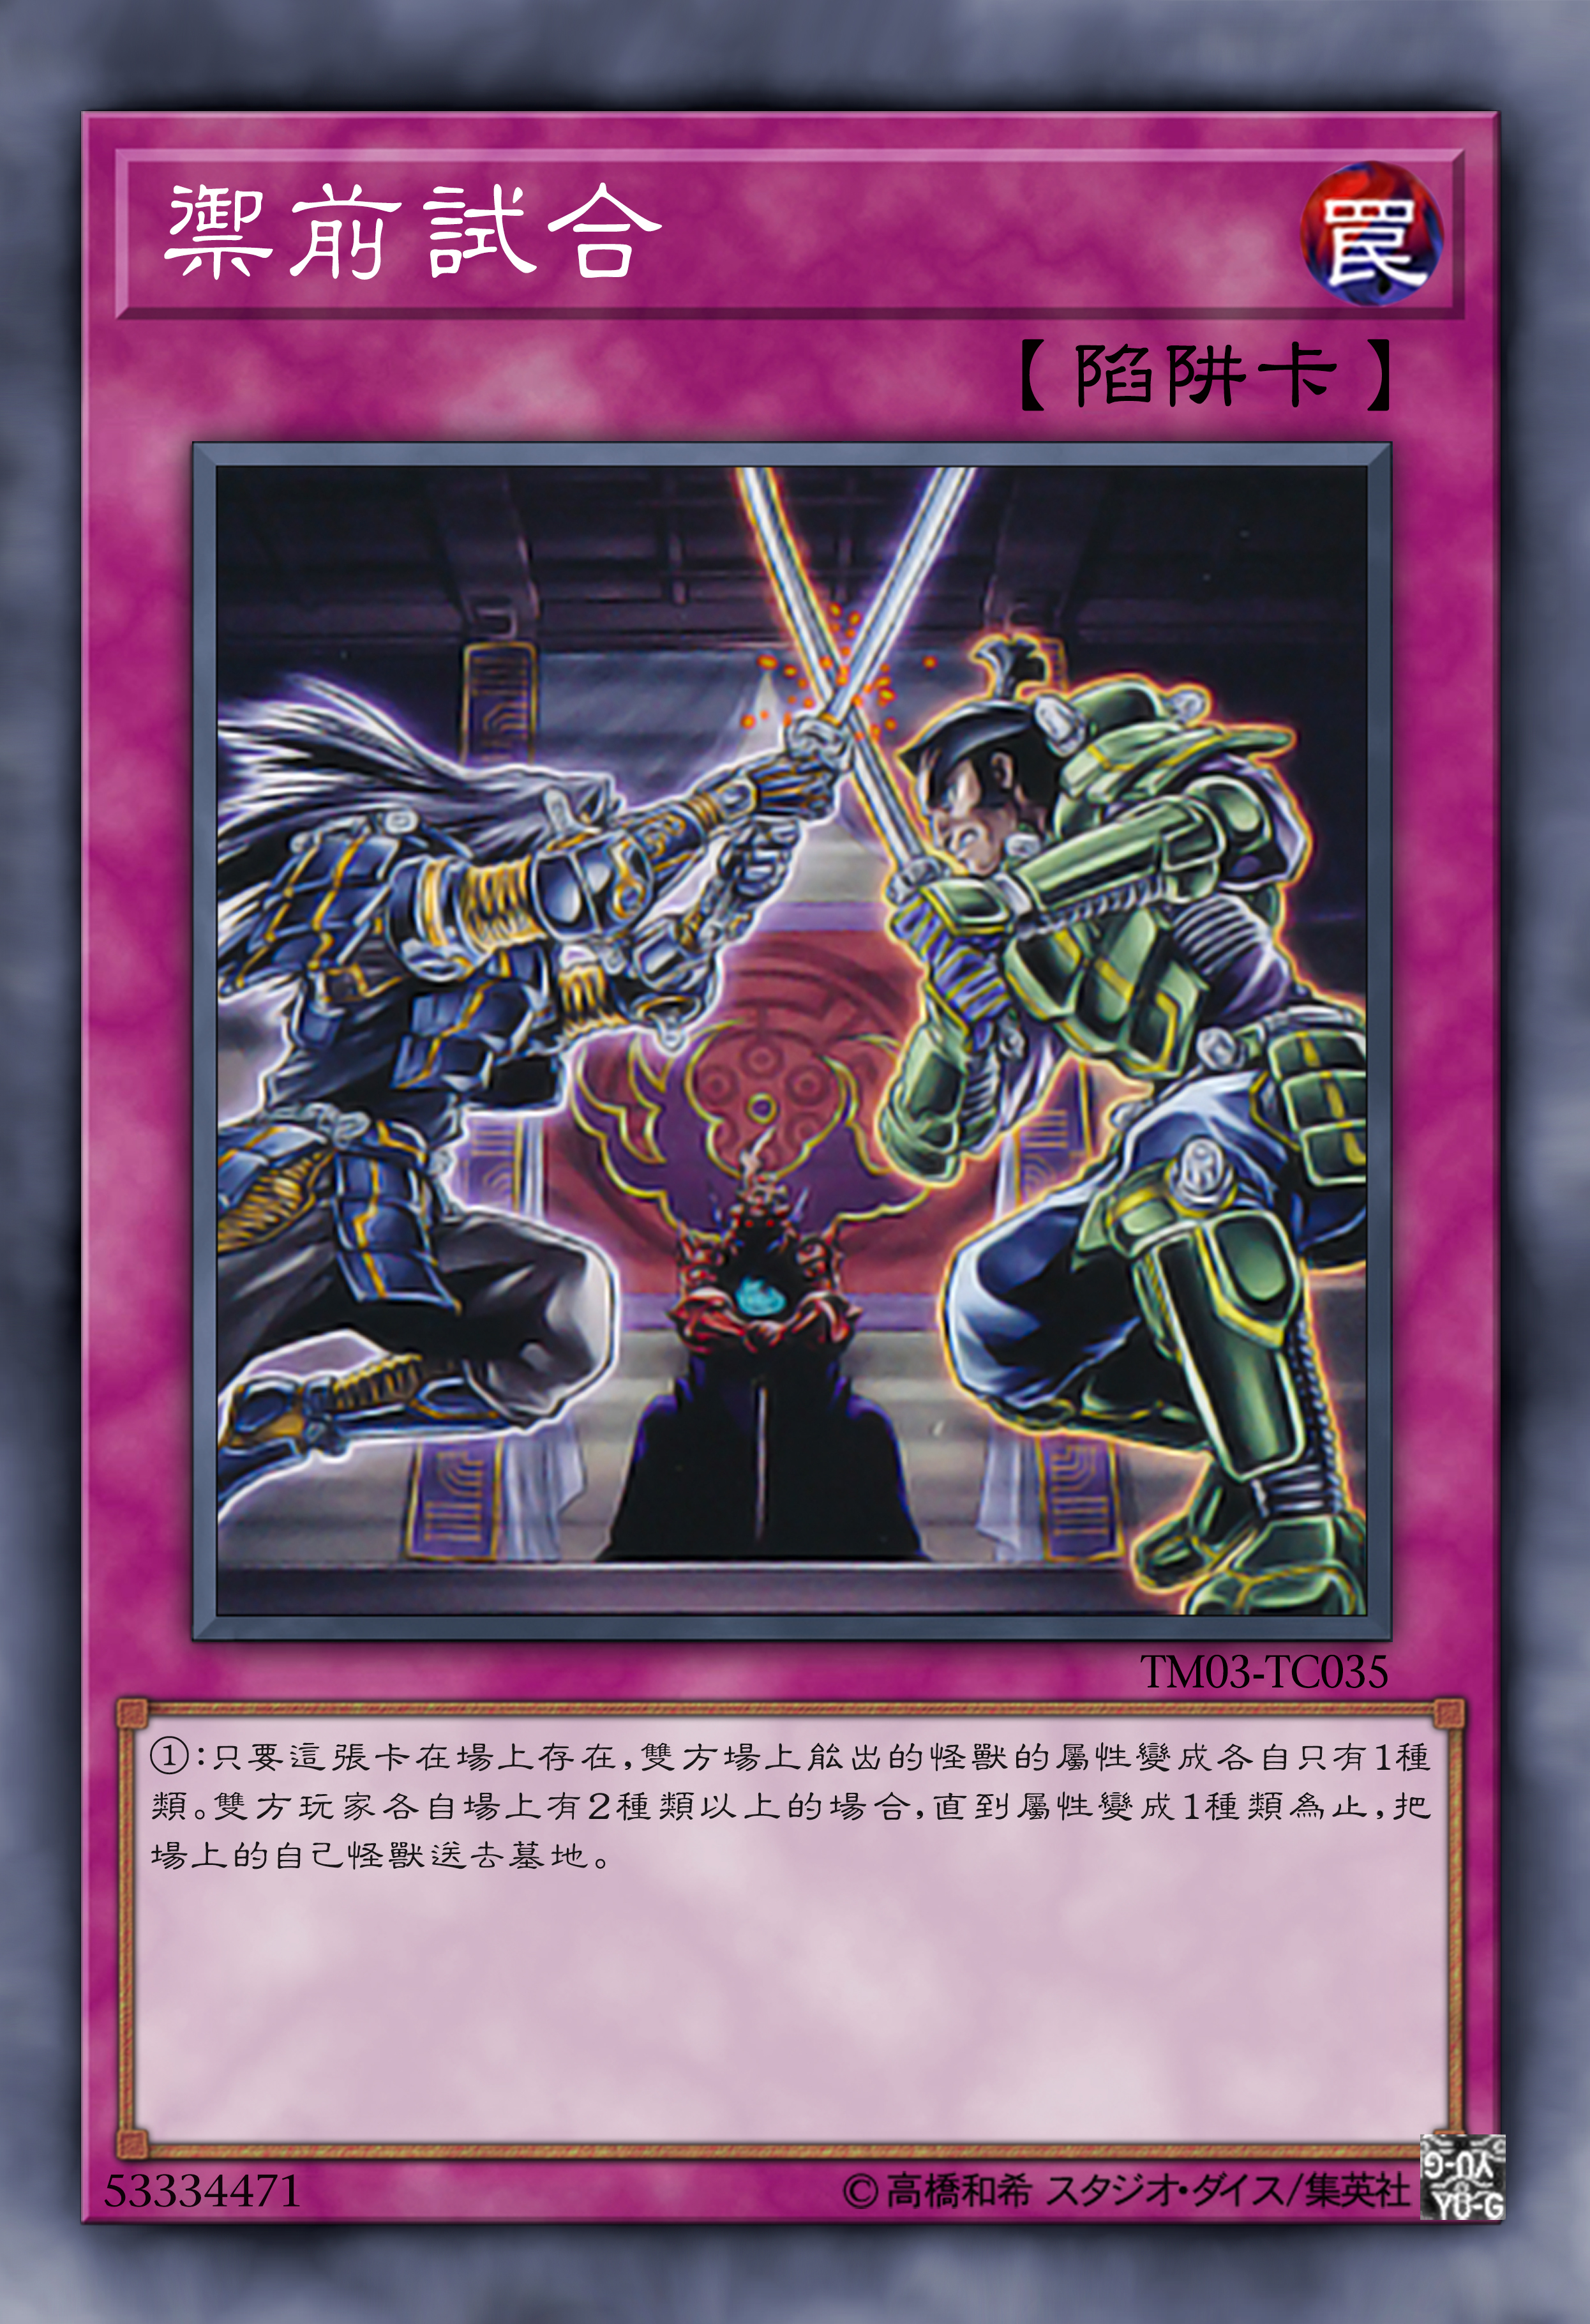 禦前試合
罠
【陷阱卡】
TM03-TC035
①:只要這張卡在場上存在,雙方場上能出的怪獸的屬性變成各自只有1種
類。雙方玩家各自場上有2種類以上的場合,直到屬性變成1種類為止,把
場上的自己怪獸送去墓地。
53334471
©高橋和希 スタジオ・ダイス/集英社
YU-G
YU-G